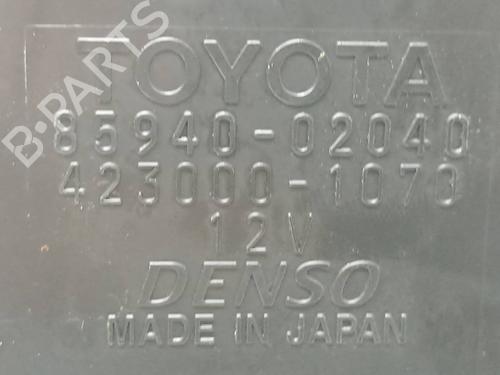 TOYOTA
85940-02040
423000-1070
12V
DENSO
MADE IN JAPAN
B-PARTS